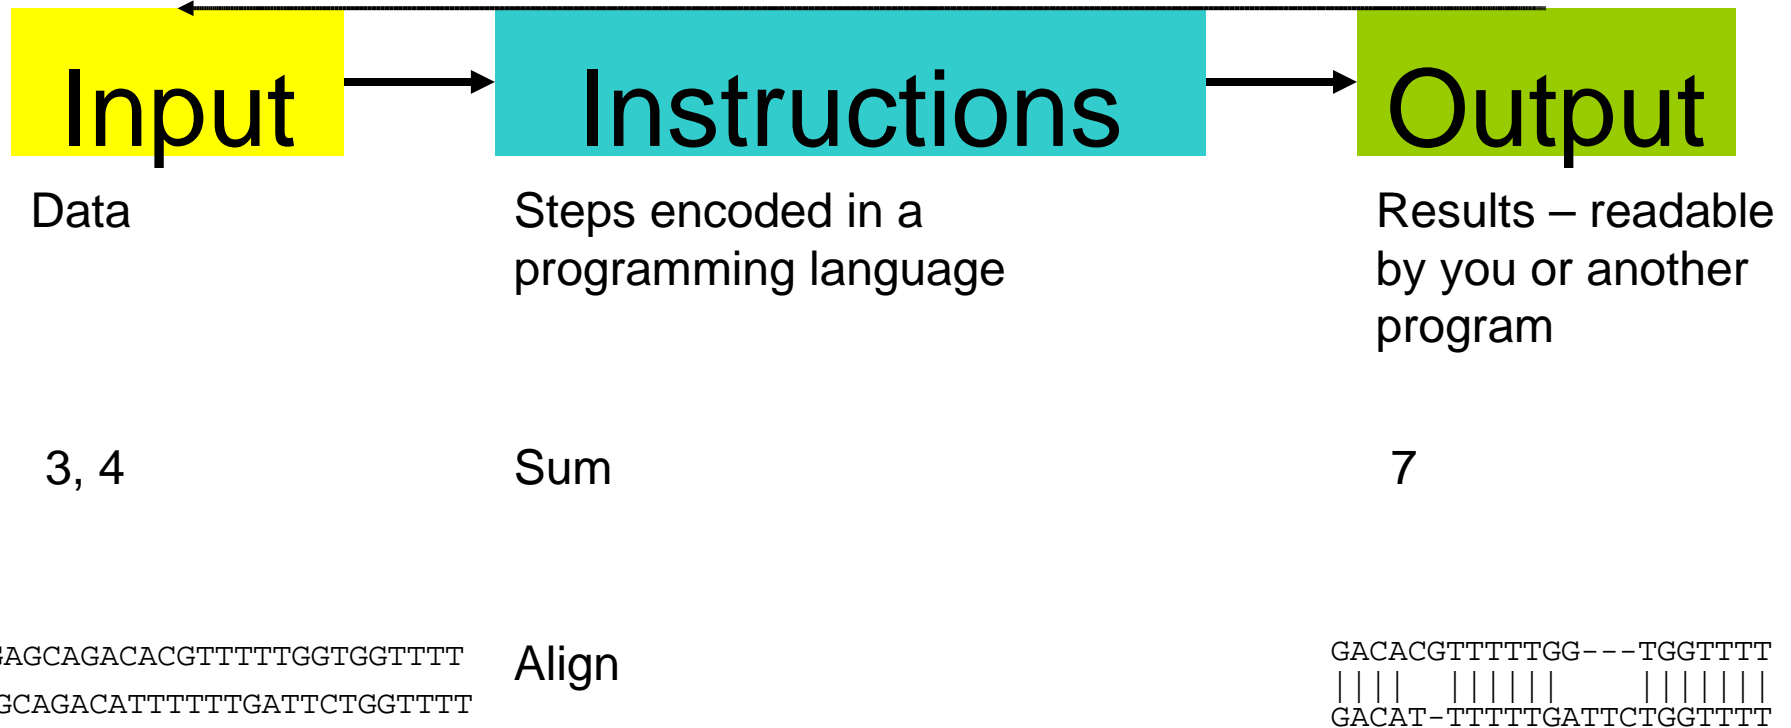 Input Instructions Output
Data
Steps encoded in a
programming language
Results – readable
by you or another
program
3, 4 Sum 7
GAGCAGACACGTTTTTGGTGGTTTT
GCAGACATTTTTTGATTCTGGTTTT
Align
GACACGTTTTTGG---TGGTTTT
|||| |||||| |||||||
GACAT-TTTTTGATTCTGGTTTT